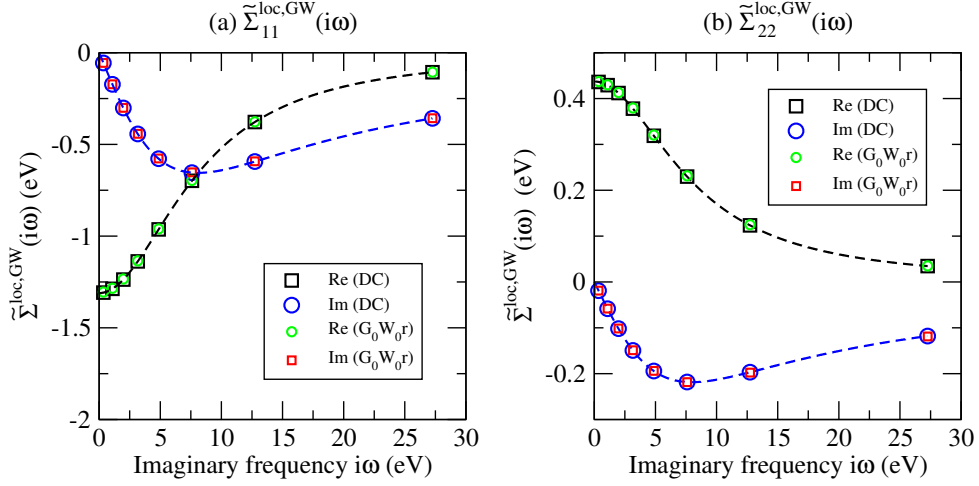 (a) Σ̃₁₁^loc,GW(iω)
0
-0.5
-1
-1.5
-2
0 5 10 15 20 25 30
Σ̃^loc,GW(iω) (eV)
Imaginary frequency iω (eV)
Re (DC)
Im (DC)
Re (G₀W₀r)
Im (G₀W₀r)
(b) Σ̃₂₂^loc,GW(iω)
0.4
0.2
0
-0.2
0 5 10 15 20 25 30
Σ̃^loc,GW(iω) (eV)
Imaginary frequency iω (eV)
Re (DC)
Im (DC)
Re (G₀W₀r)
Im (G₀W₀r)